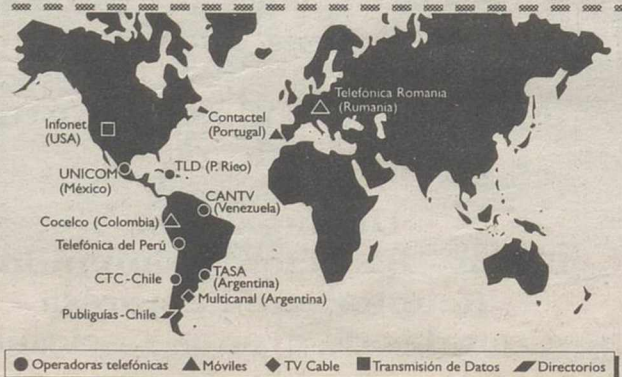 Telefónica Romania
(Rumania)
Infonet
(USA)
Contactel
(Portugal)
UNICOM
(México)
TLD (P. Rico)
CANTV
(Venezuela)
Cocelco (Colombia)
Telefónica del Perú
CTC-Chile
TASA
(Argentina)
Multicanal (Argentina)
Publiguías-Chile
Operadoras telefónicas Móviles TV Cable Transmisión de Datos Directorios